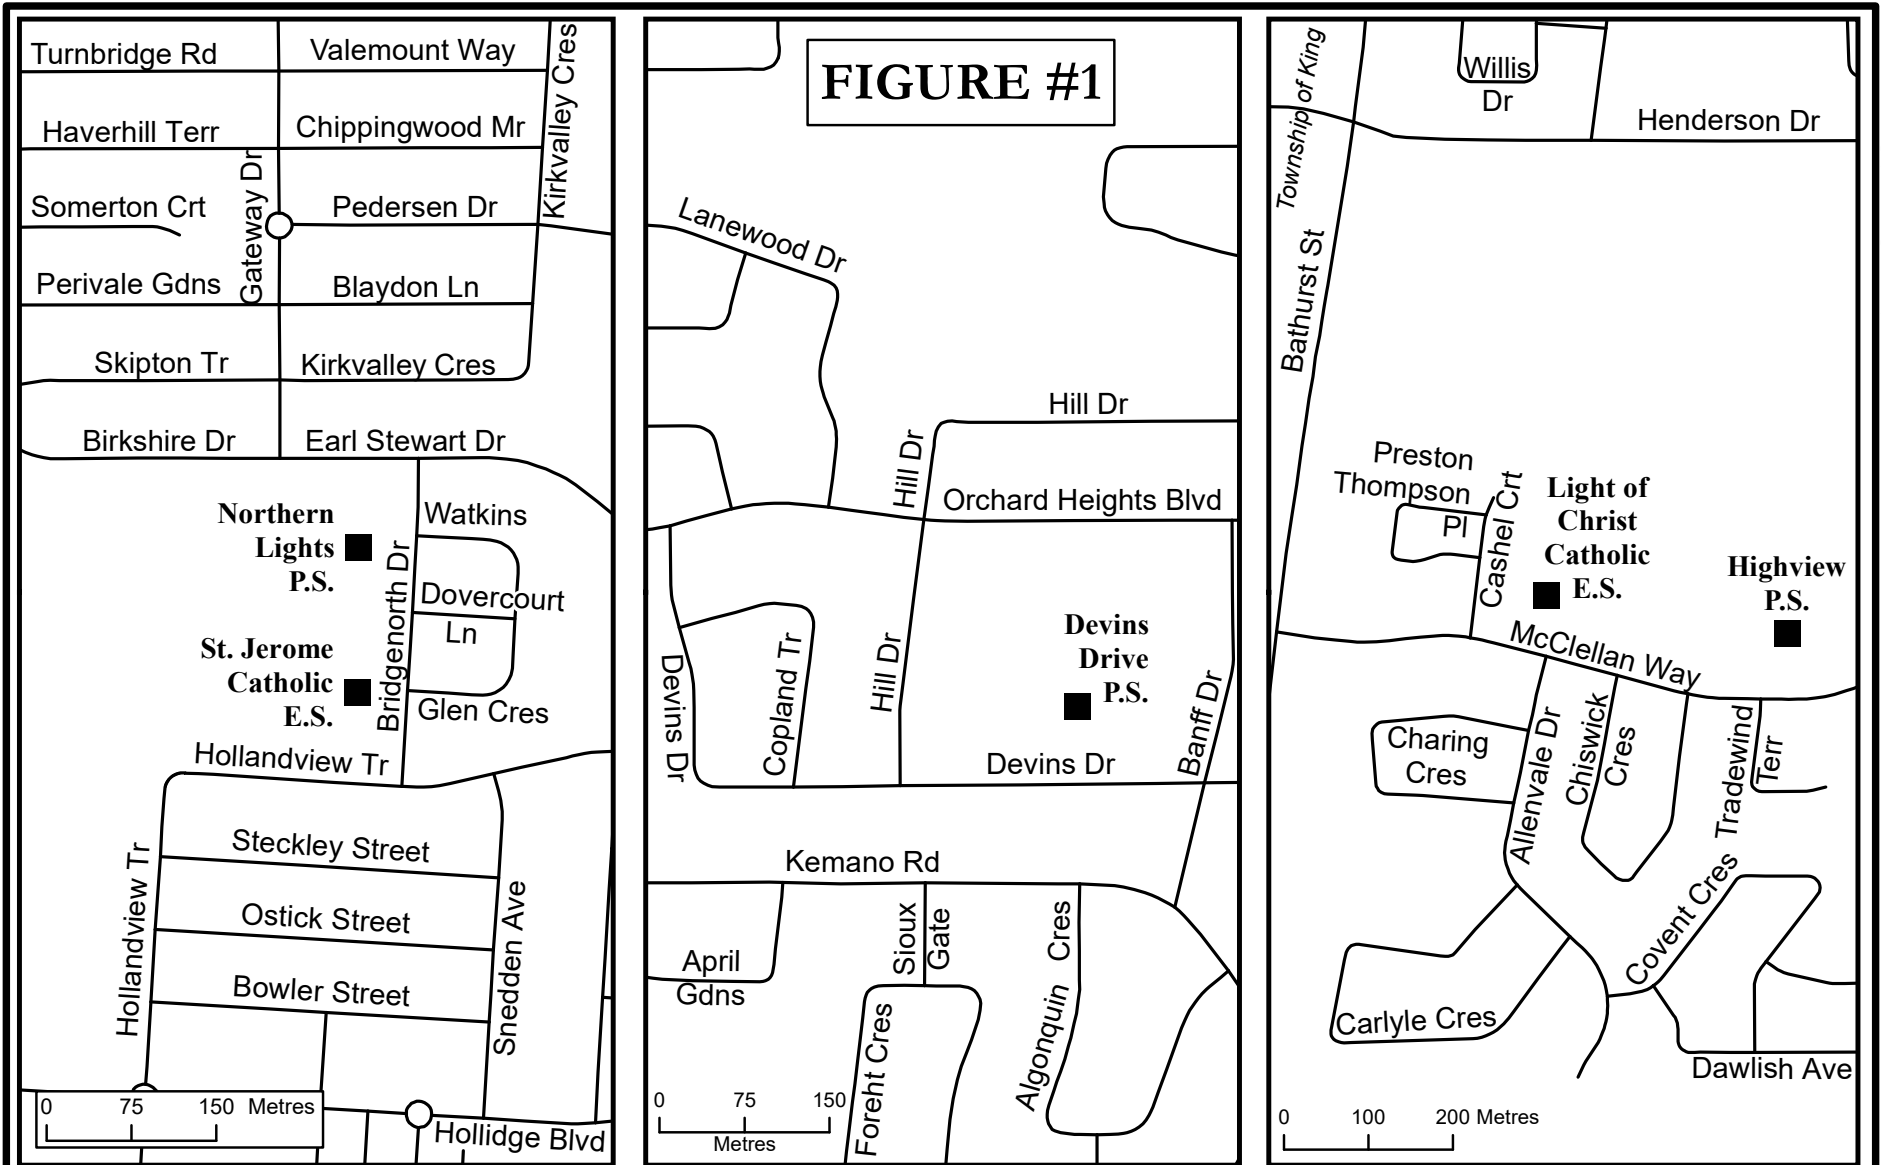 Turnbridge Rd
Valemount Way
Kirkvalley Cres
Haverhill Terr
Chippingwood Mr
Gateway Dr
Somerton Crt
Pedersen Dr
Perivale Gdns
Blaydon Ln
Skipton Tr
Kirkvalley Cres
Birkshire Dr
Earl Stewart Dr
Northern
Lights
P.S.
Watkins
Bridgenorth Dr
Dovercourt
Ln
St. Jerome
Catholic
E.S.
Glen Cres
Hollandview Tr
Steckley Street
Hollandview Tr
Ostick Street
Snedden Ave
Bowler Street
0 75 150 Metres
Hollidge Blvd
FIGURE #1
Lanewood Dr
Hill Dr
Hill Dr
Orchard Heights Blvd
Devins
Drive
P.S.
Devins Dr
Copland Tr
Hill Dr
Banff Dr
Devins Dr
Kemano Rd
Sioux
Gate
Algonquin Cres
April
Gdns
Foreht Cres
0 75 150
Metres
Township of King
Willis
Dr
Henderson Dr
Bathurst St
Preston
Thompson
Pl
Cashel Crt
Light of
Christ
Catholic
E.S.
Highview
P.S.
McClellan Way
Charing
Cres
Allenvale Dr
Chiswick
Cres
Tradewind
Terr
Covent Cres
Carlyle Cres
Dawlish Ave
0 100 200 Metres